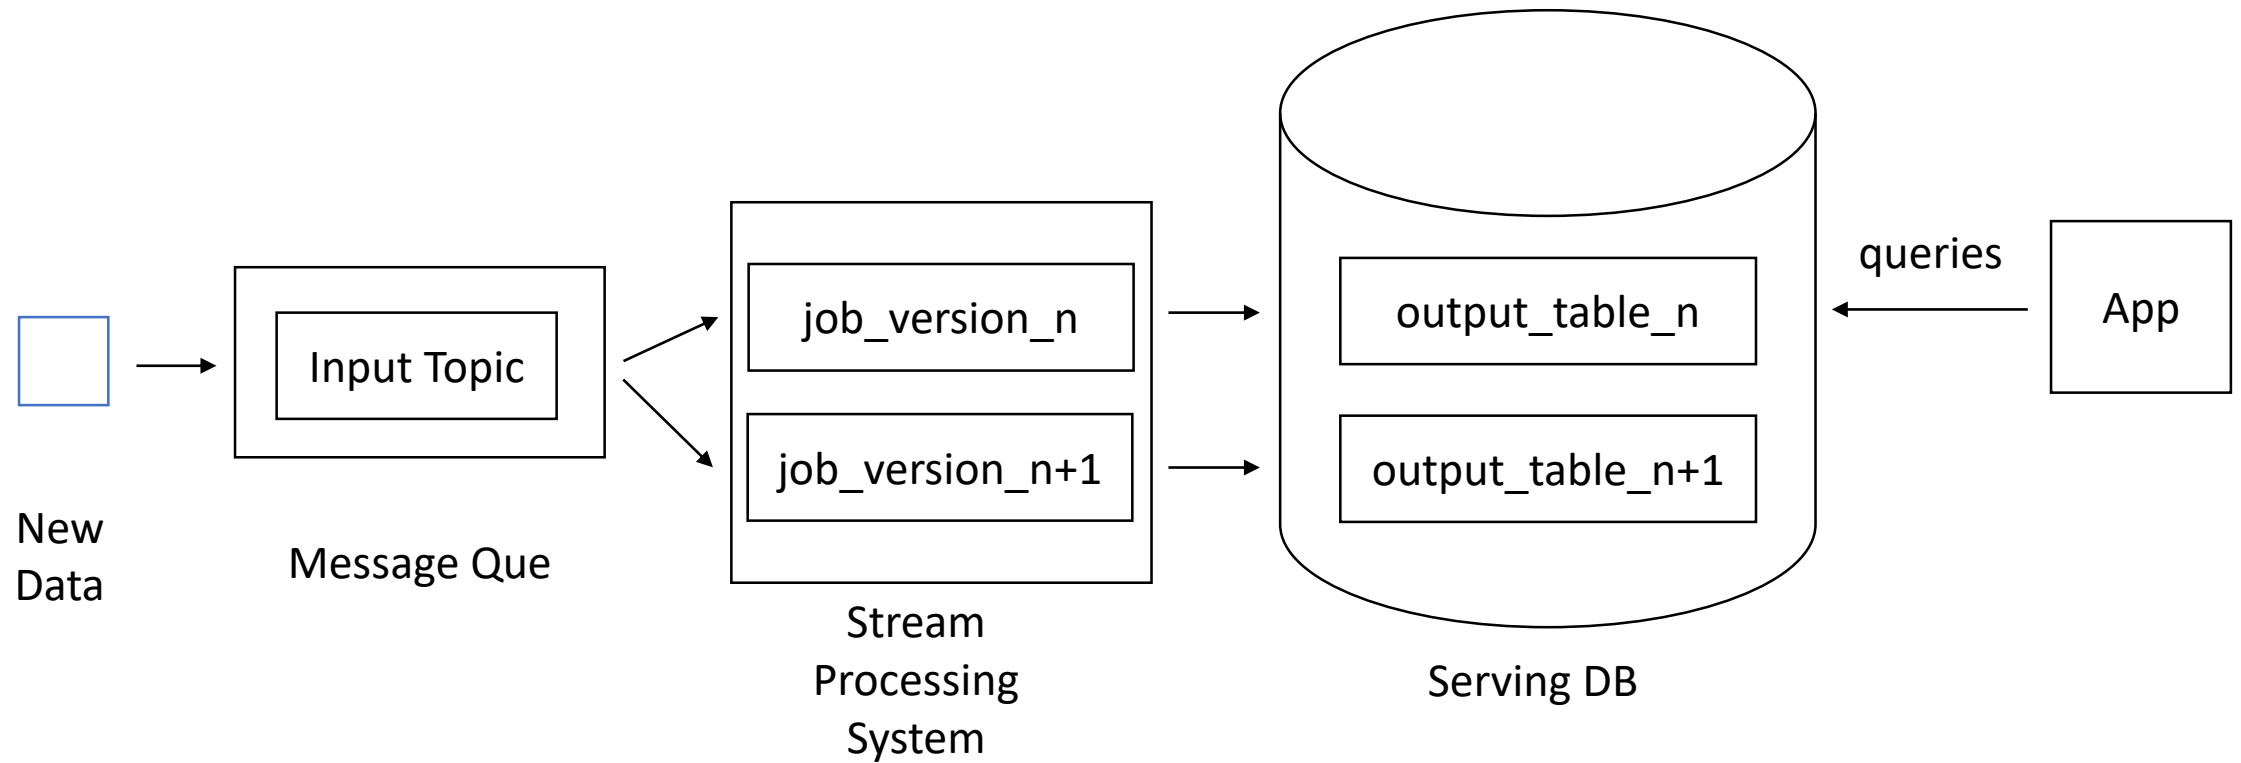 New
Data
Input Topic
Message Que
job_version_n
job_version_n+1
Stream
Processing
System
output_table_n
output_table_n+1
Serving DB
queries
App